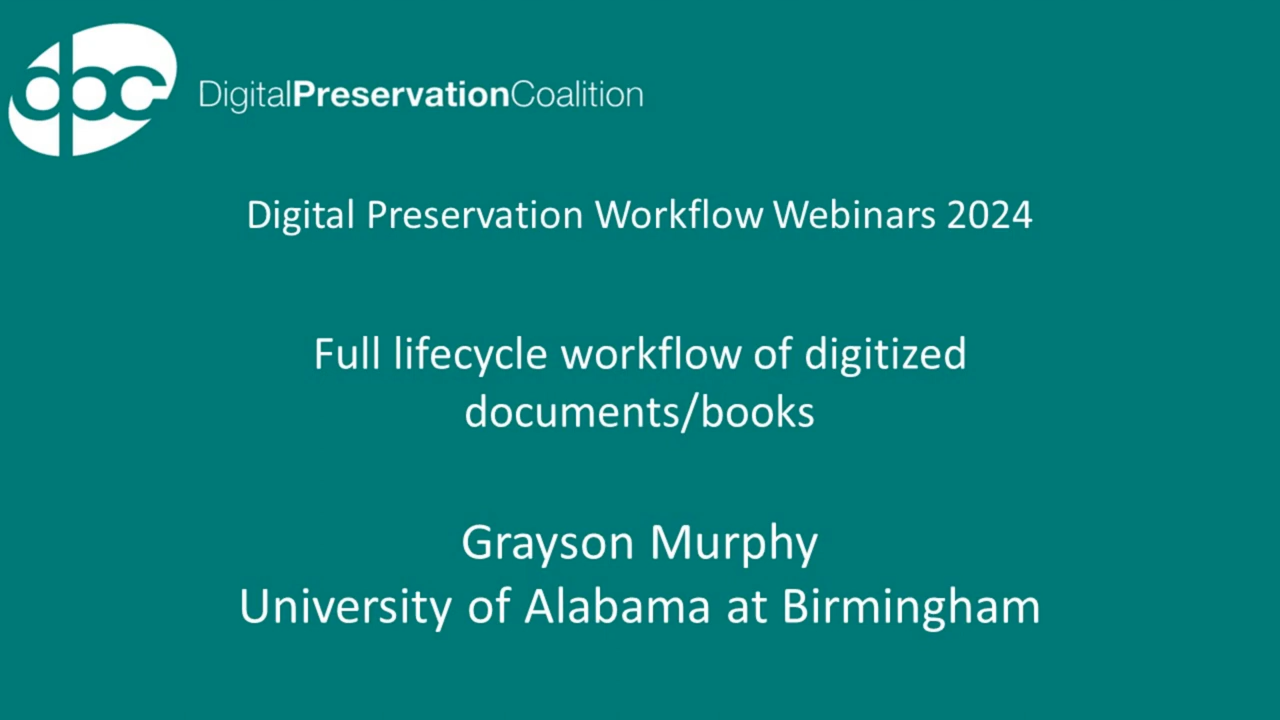 dpc
DigitalPreservationCoalition
Digital Preservation Workflow Webinars 2024
Full lifecycle workflow of digitized
documents/books
Grayson Murphy
University of Alabama at Birmingham